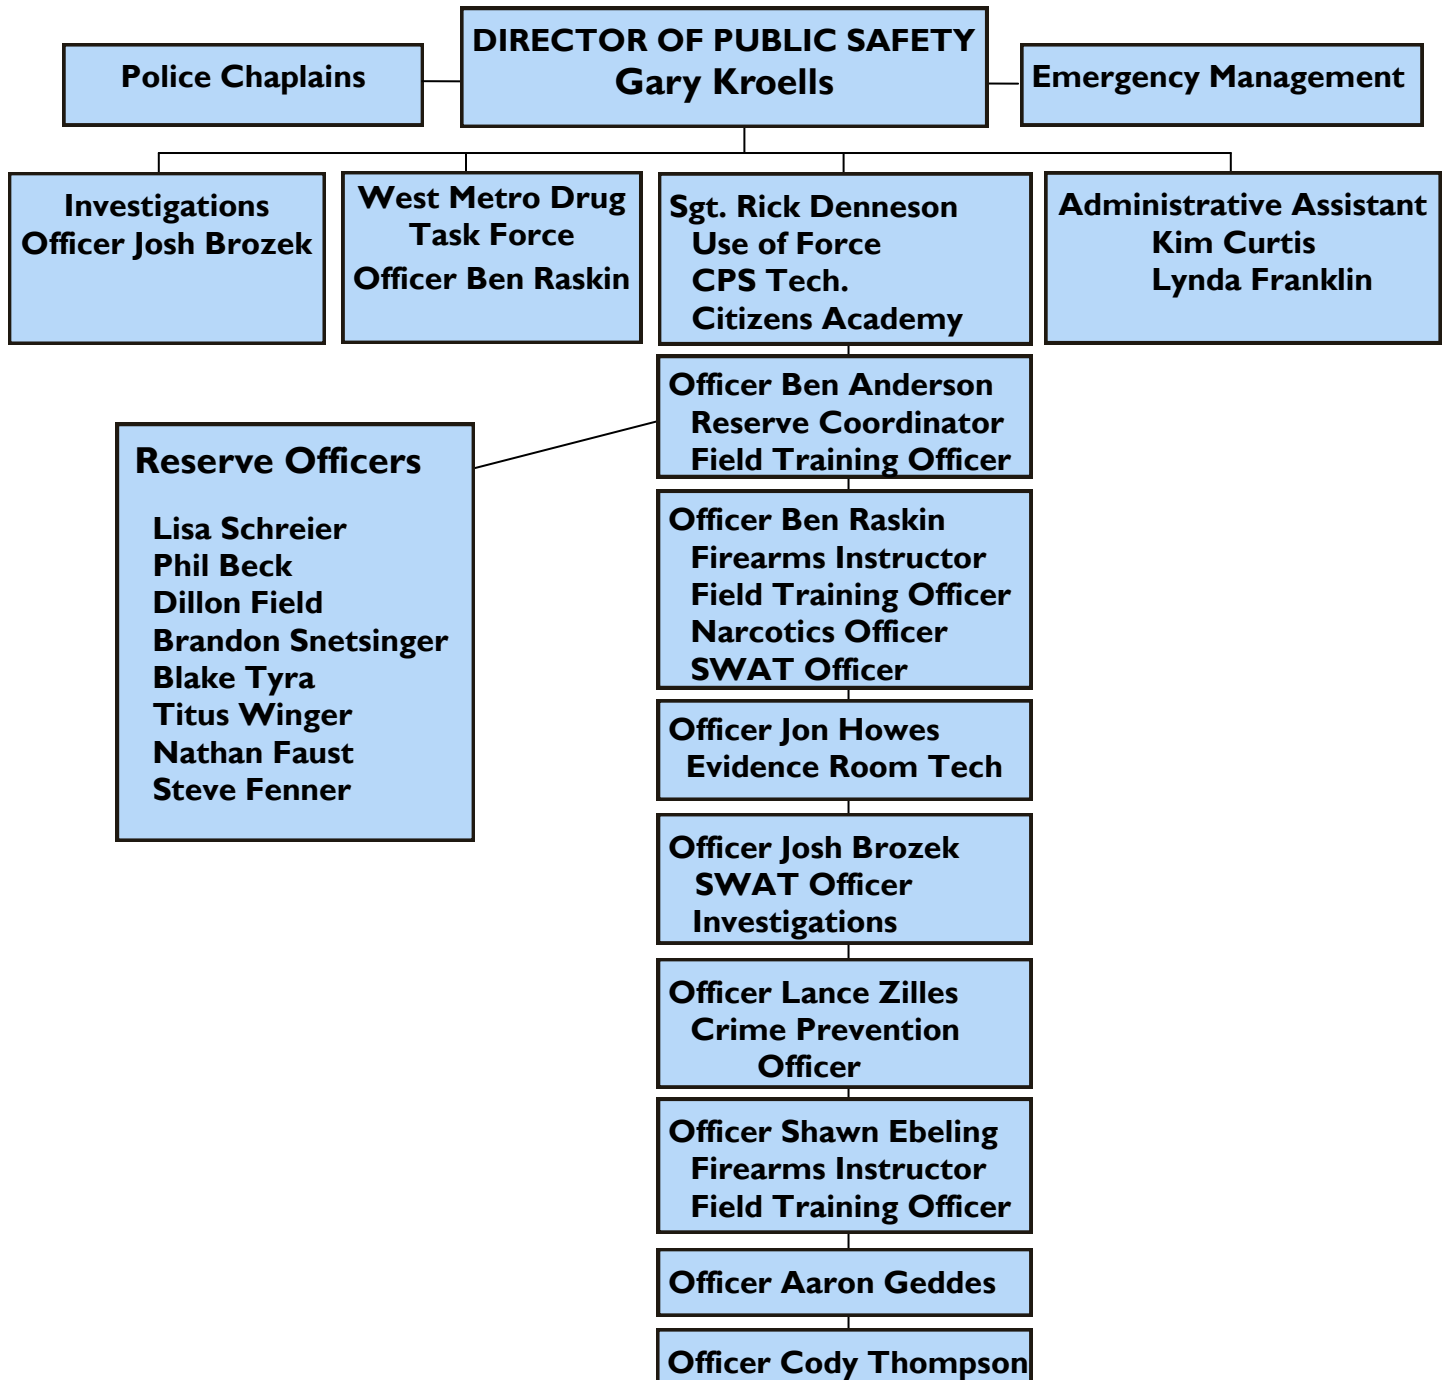 DIRECTOR OF PUBLIC SAFETY
Gary Kroells
Police Chaplains
Emergency Management
Investigations
Officer Josh Brozek
West Metro Drug
Task Force
Officer Ben Raskin
Sgt. Rick Denneson
Use of Force
CPS Tech.
Citizens Academy
Administrative Assistant
Kim Curtis
Lynda Franklin
Officer Ben Anderson
Reserve Coordinator
Field Training Officer
Reserve Officers
Lisa Schreier
Phil Beck
Dillon Field
Brandon Snetsinger
Blake Tyra
Titus Winger
Nathan Faust
Steve Fenner
Officer Ben Raskin
Firearms Instructor
Field Training Officer
Narcotics Officer
SWAT Officer
Officer Jon Howes
Evidence Room Tech
Officer Josh Brozek
SWAT Officer
Investigations
Officer Lance Zilles
Crime Prevention
Officer
Officer Shawn Ebeling
Firearms Instructor
Field Training Officer
Officer Aaron Geddes
Officer Cody Thompson